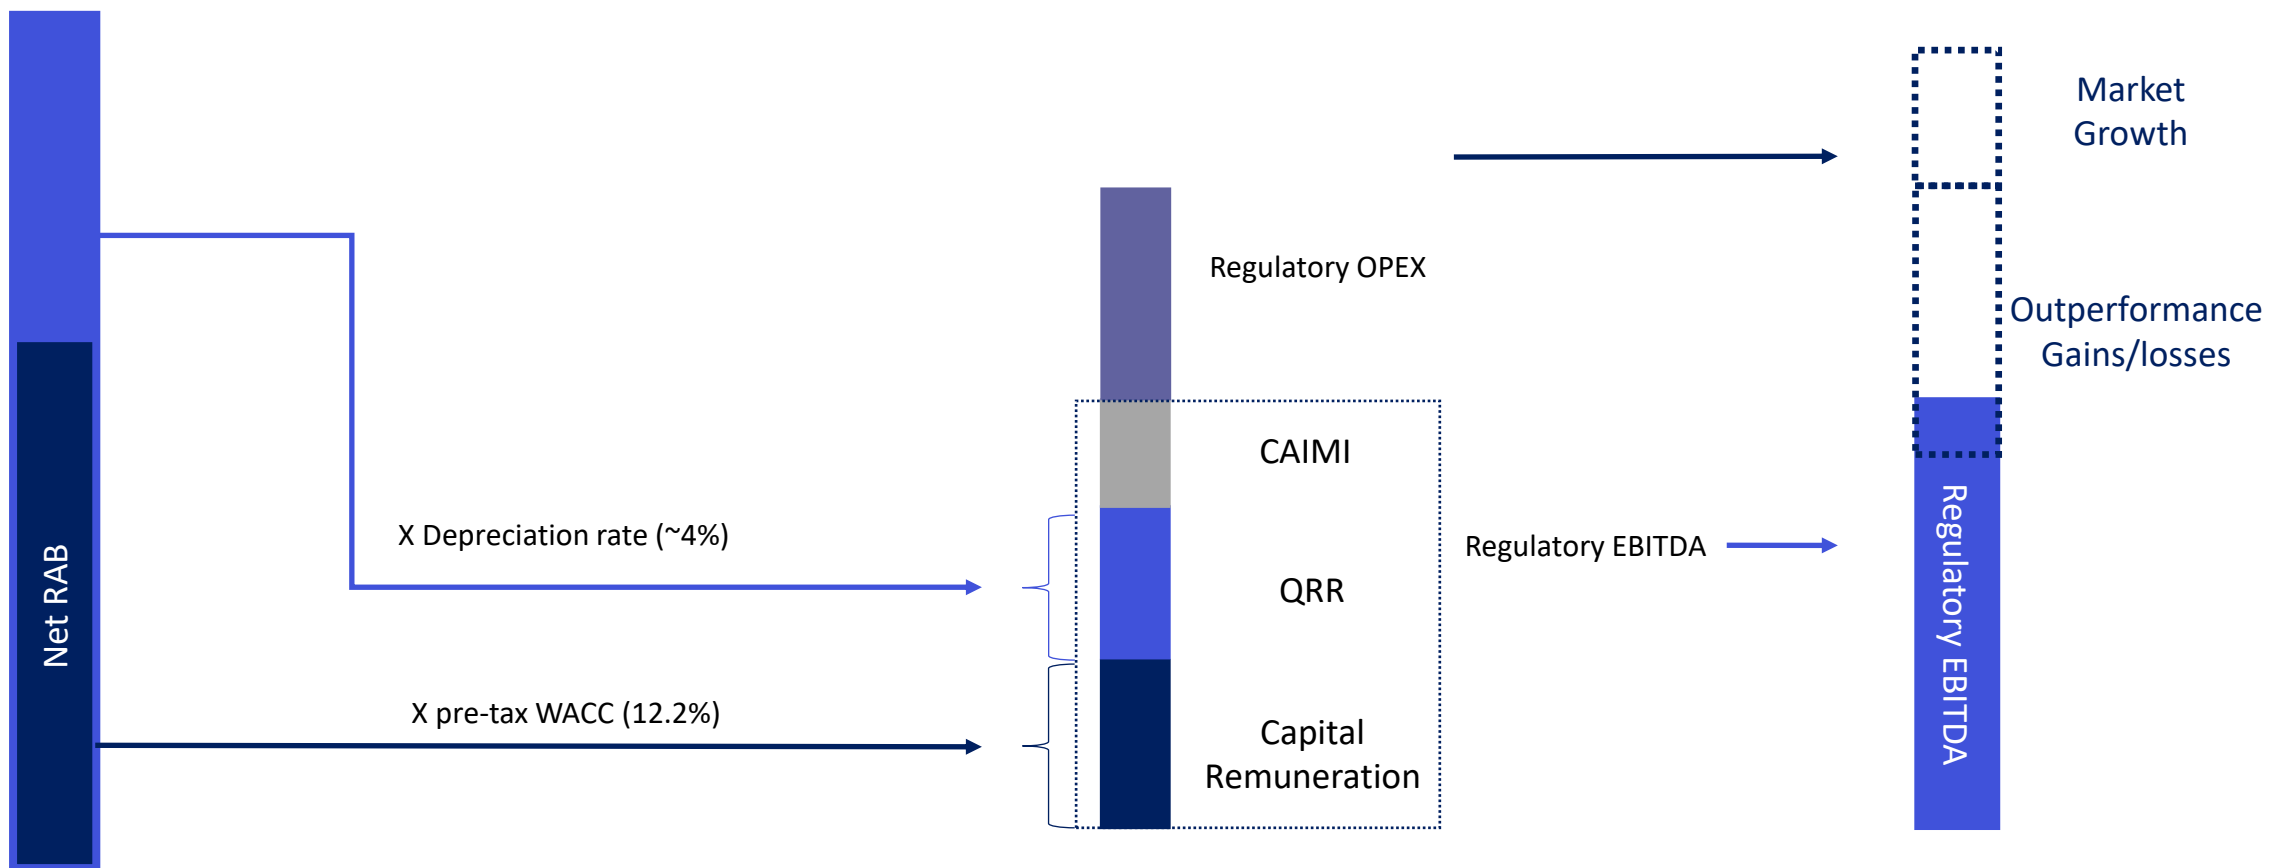 Net RAB
X Depreciation rate (~4%)
X pre-tax WACC (12.2%)
Regulatory OPEX
CAIMI
QRR
Capital
Remuneration
Regulatory EBITDA
Regulatory EBITDA
Market
Growth
Outperformance
Gains/losses